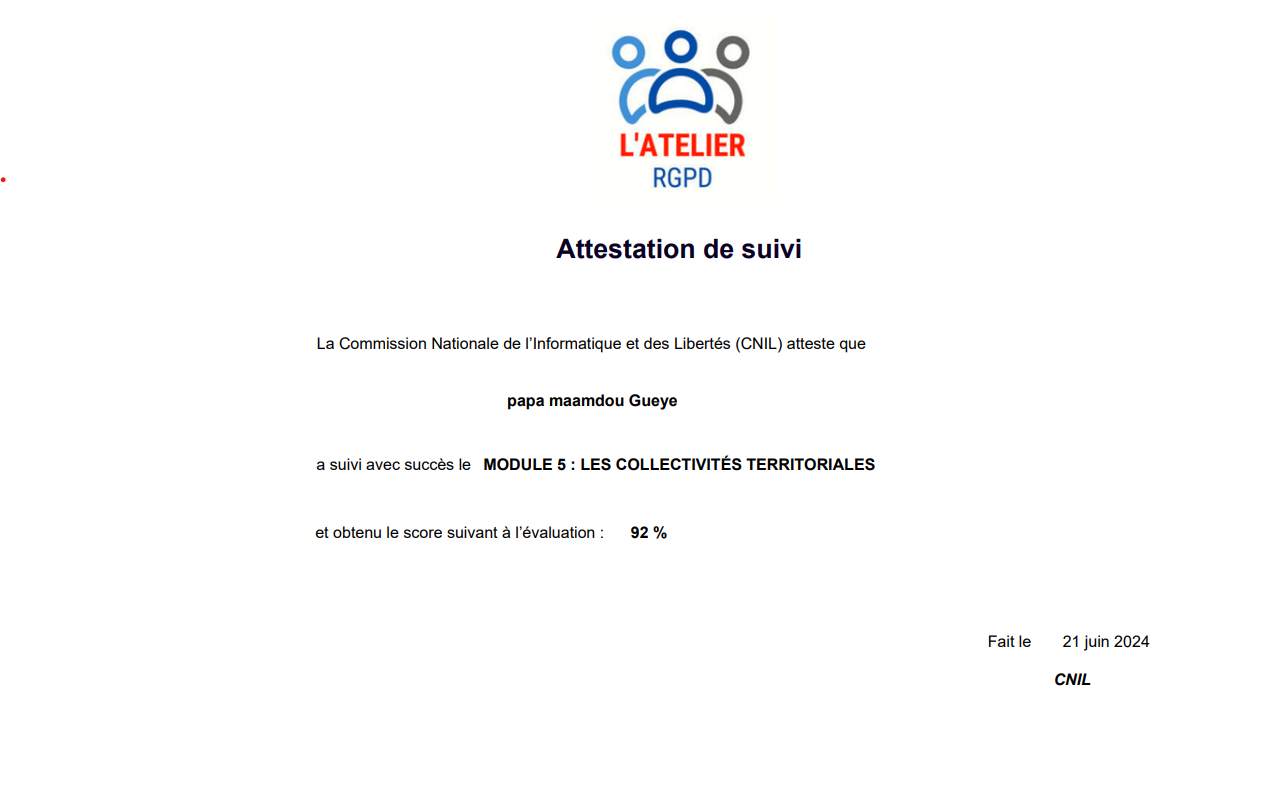 L'ATELIER
RGPD
Attestation de suivi
La Commission Nationale de l’Informatique et des Libertés (CNIL) atteste que
papa maamdou Gueye
a suivi avec succès le MODULE 5 : LES COLLECTIVITÉS TERRITORIALES
et obtenu le score suivant à l’évaluation : 92 %
Fait le 21 juin 2024
CNIL